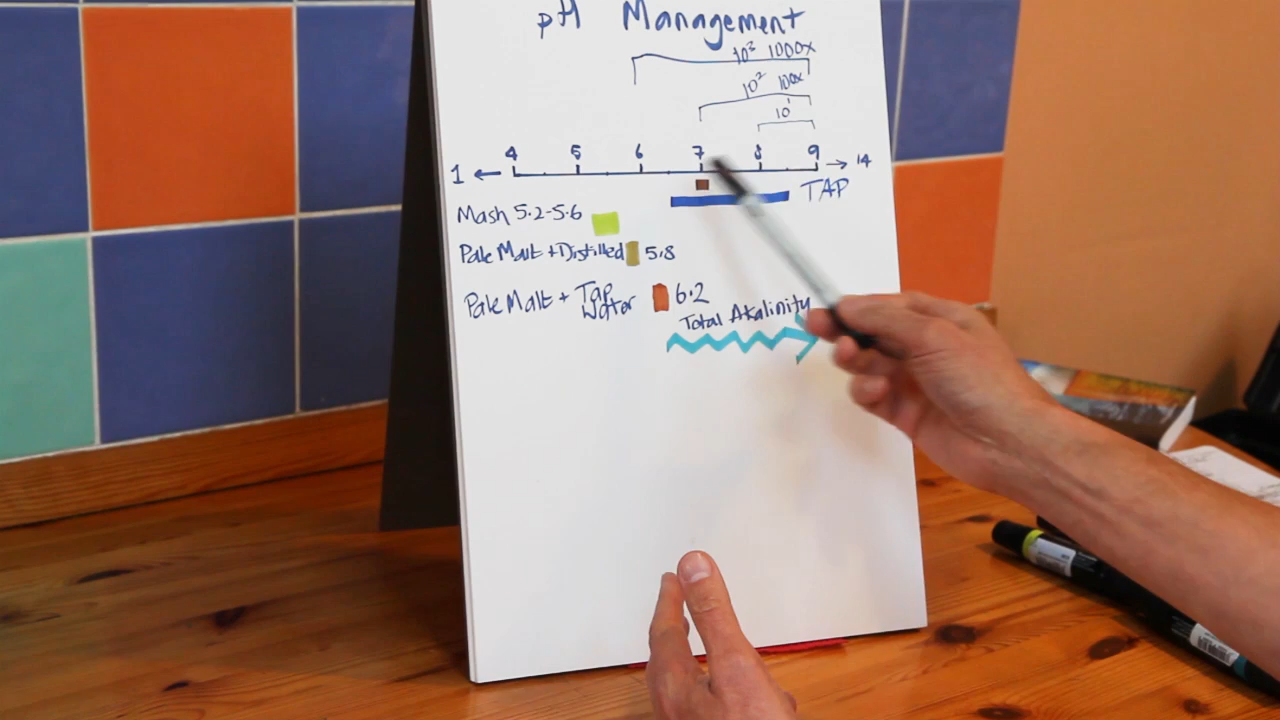 pH Management
10³ 1000x
10² 100x
10¹
4 5 6 7 8 9
1 ← → 14
TAP
Mash 5.2-5.6
Pale Malt + Distilled 5.8
Pale Malt + Tap Water 6.2
Total Akalinity